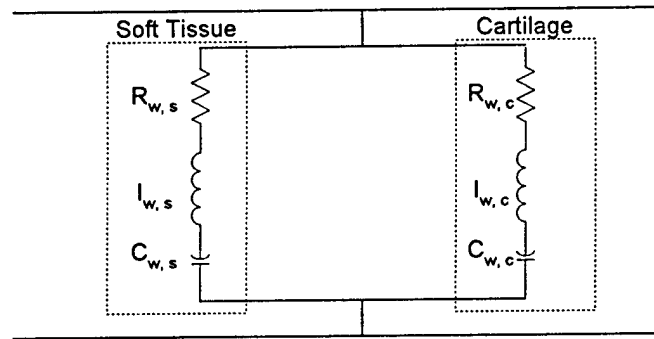 Soft Tissue Cartilage
R_w, s R_w, c
I_w, s I_w, c
C_w, s C_w, c